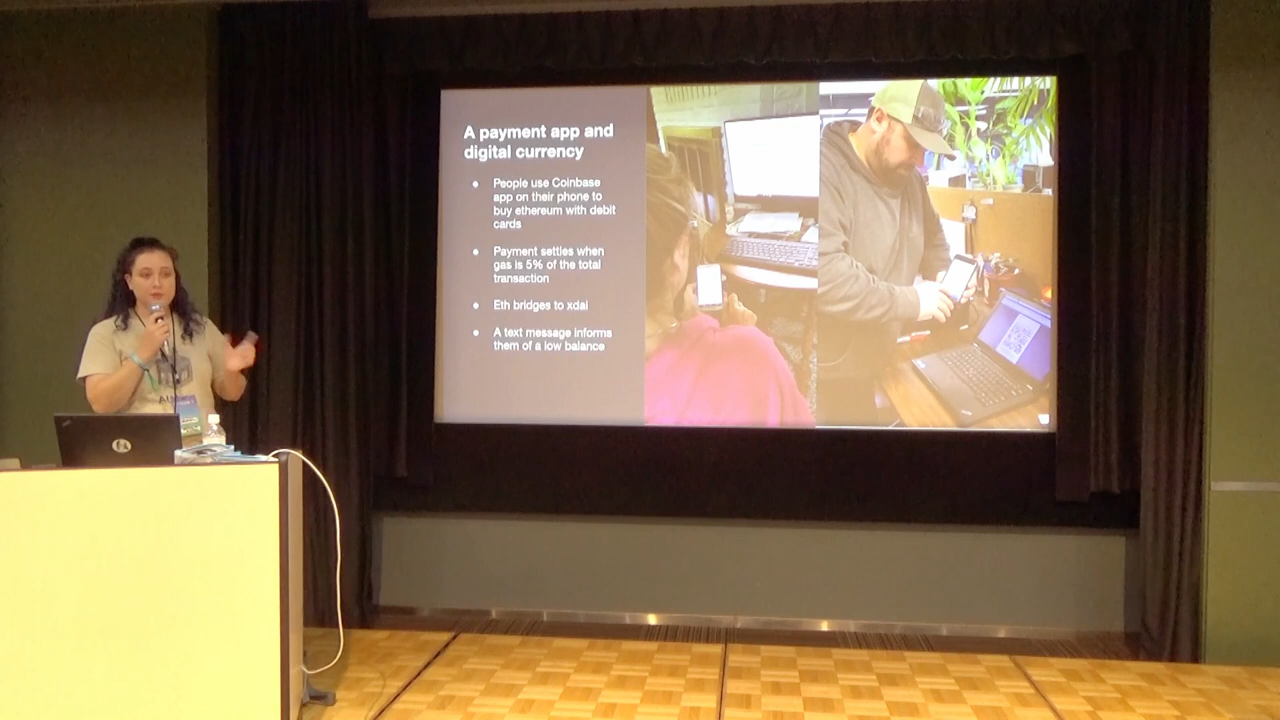 A payment app and
digital currency
● People use Coinbase
app on their phone to
buy ethereum with debit
cards
● Payment settles when
gas is 5% of the total
transaction
● Eth bridges to xdai
● A text message informs
them of a low balance